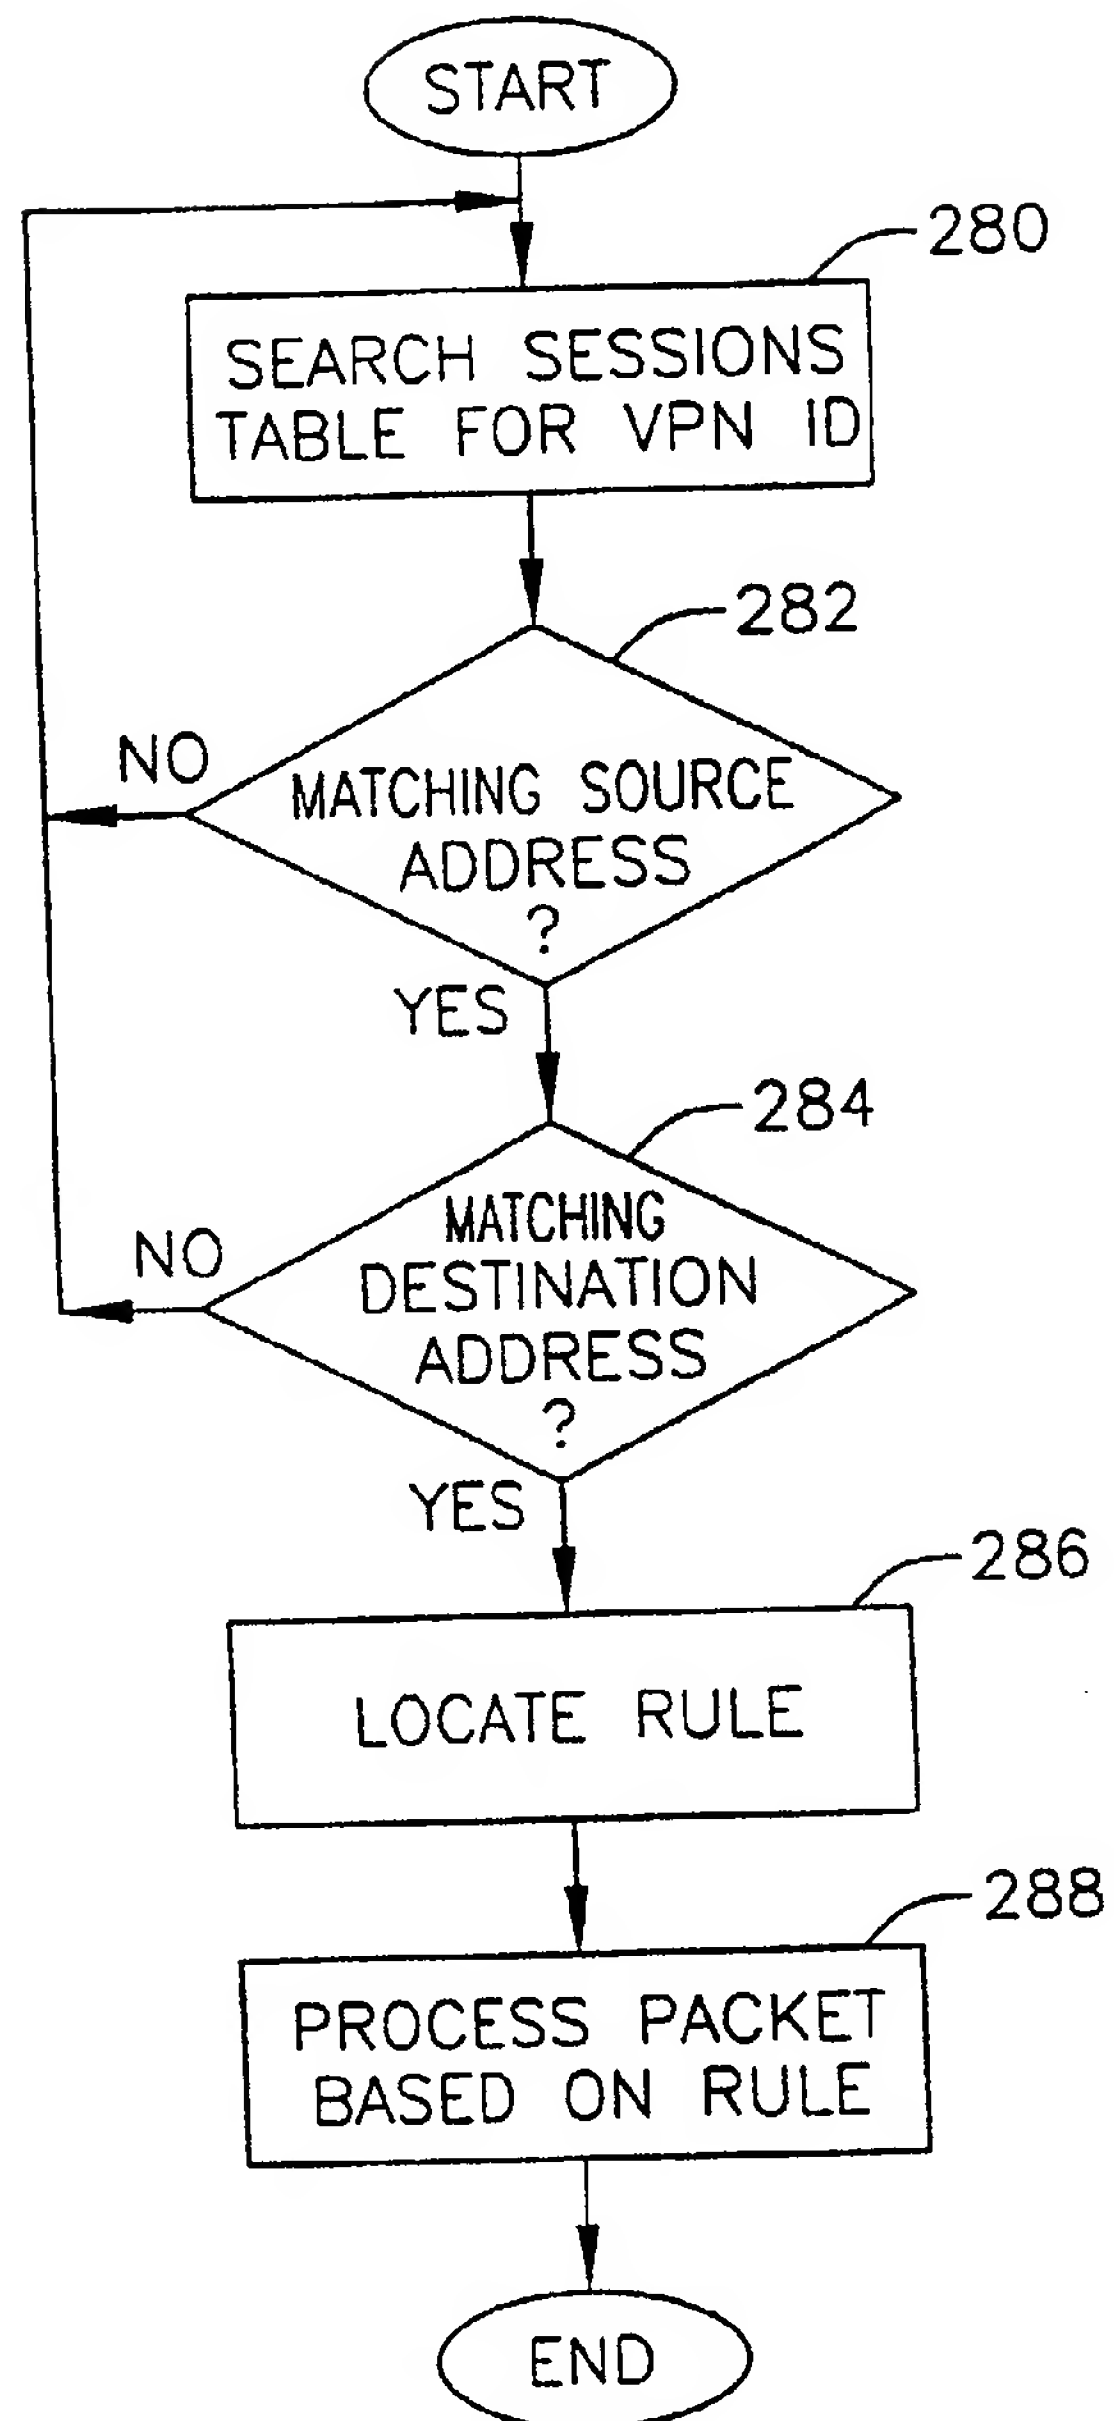 START
280
SEARCH SESSIONS
TABLE FOR VPN ID
282
NO
MATCHING SOURCE
ADDRESS
?
YES
284
NO
MATCHING
DESTINATION
ADDRESS
?
YES
286
LOCATE RULE
288
PROCESS PACKET
BASED ON RULE
END